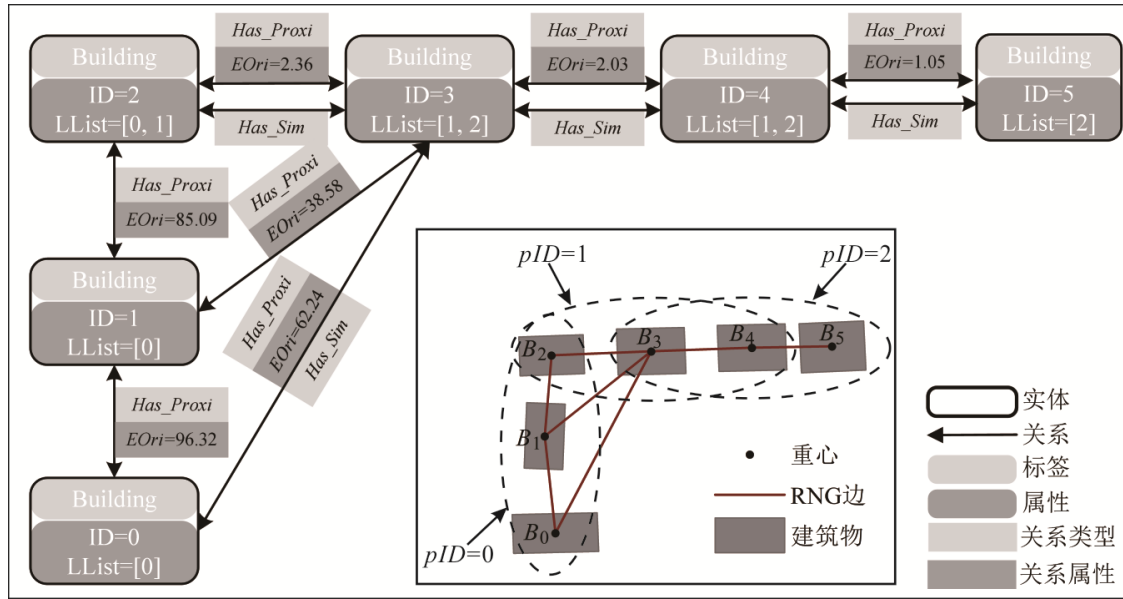 Has_Proxi
EOri=2.36
Has_Sim
Has_Proxi
EOri=2.03
Has_Sim
Has_Proxi
EOri=1.05
Has_Sim
Building
ID=2
LList=[0, 1]
Building
ID=3
LList=[1, 2]
Building
ID=4
LList=[1, 2]
Building
ID=5
LList=[2]
Has_Proxi
EOri=85.09
Has_Proxi
EOri=38.58
Has_Proxi
EOri=62.24
Has_Sim
Building
ID=1
LList=[0]
Has_Proxi
EOri=96.32
Building
ID=0
LList=[0]
pID=1
pID=2
B2
B3
B4
B5
B1
B0
pID=0
重心
RNG边
建筑物
实体
关系
标签
属性
关系类型
关系属性